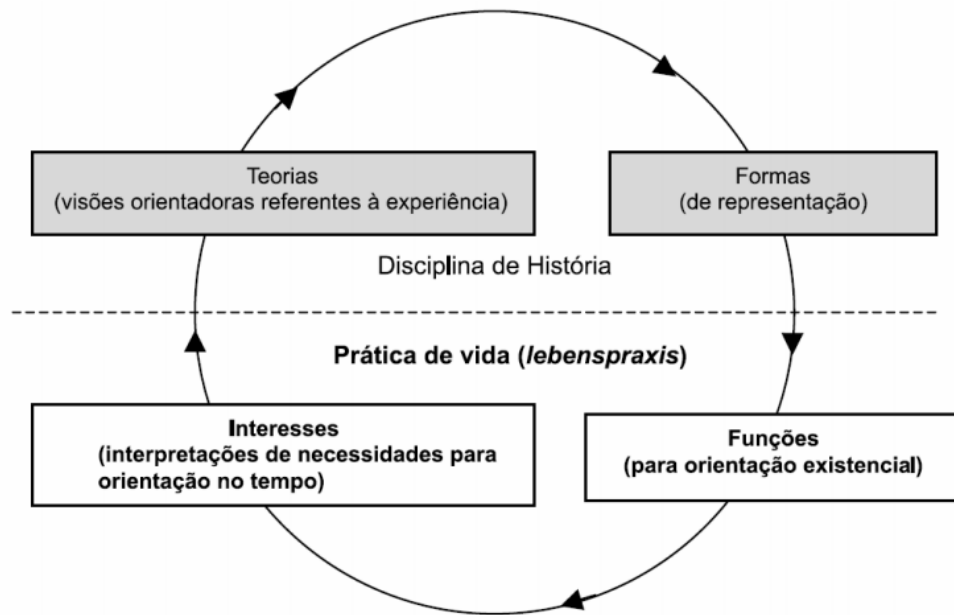 Teorias
(visões orientadoras referentes à experiência)
Formas
(de representação)
Disciplina de História
Prática de vida (lebenspraxis)
Interesses
(interpretações de necessidades para
orientação no tempo)
Funções
(para orientação existencial)